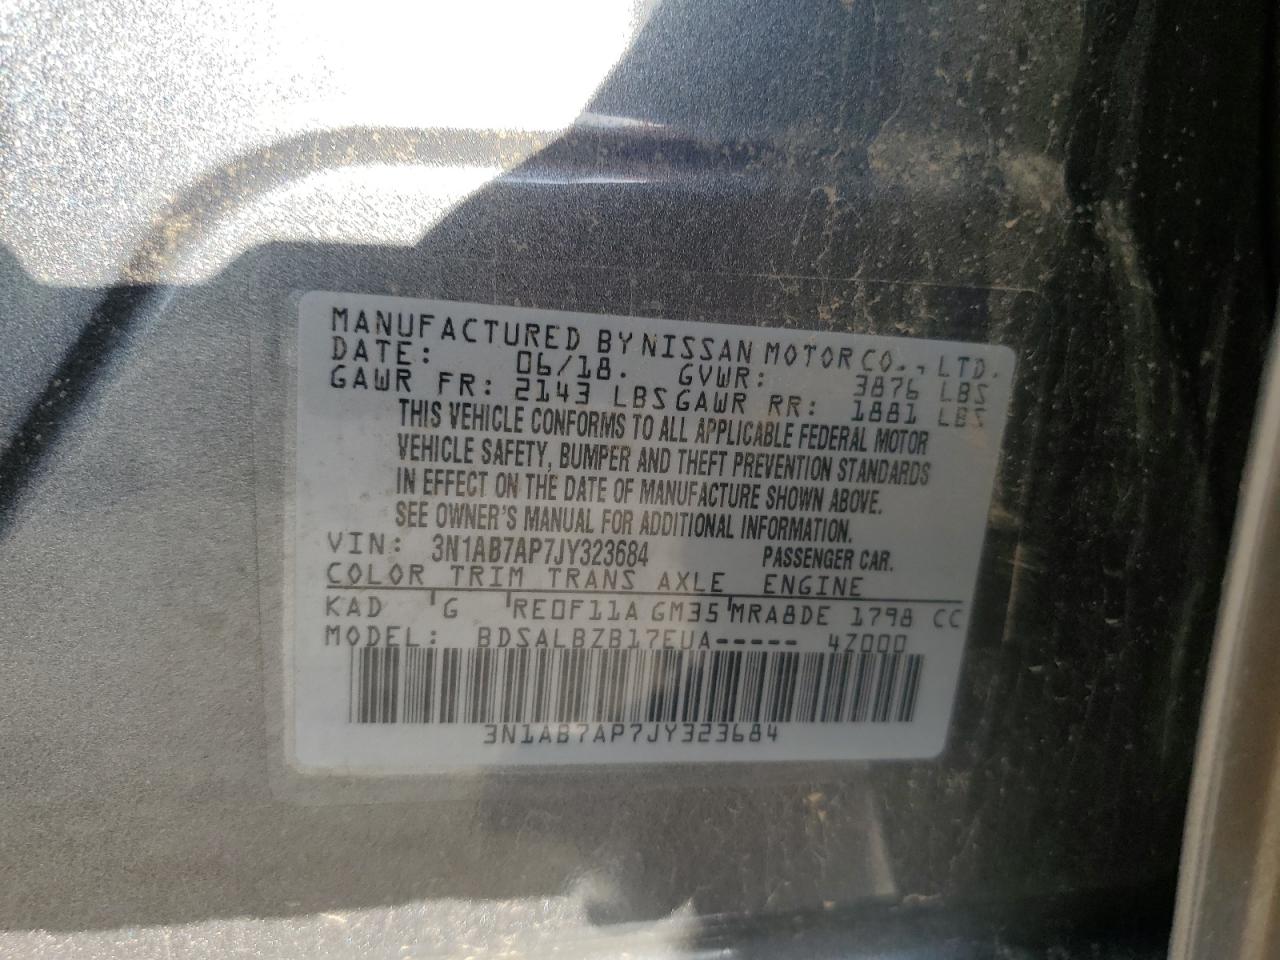 MANUFACTURED BY NISSAN MOTOR CO., LTD.
DATE: 06/18. GVWR: 3876 LBS
GAWR FR: 2143 LBS GAWR RR: 1881 LBS
THIS VEHICLE CONFORMS TO ALL APPLICABLE FEDERAL MOTOR
VEHICLE SAFETY, BUMPER AND THEFT PREVENTION STANDARDS
IN EFFECT ON THE DATE OF MANUFACTURE SHOWN ABOVE.
SEE OWNER'S MANUAL FOR ADDITIONAL INFORMATION.
VIN: 3N1AB7AP7JY323684 PASSENGER CAR.
COLOR TRIM TRANS AXLE ENGINE
KAD G RE0F11A GM35 MRA8DE 1798 CC
MODEL: BDSALBZB17EUA----- 4Z000
3N1AB7AP7JY323684